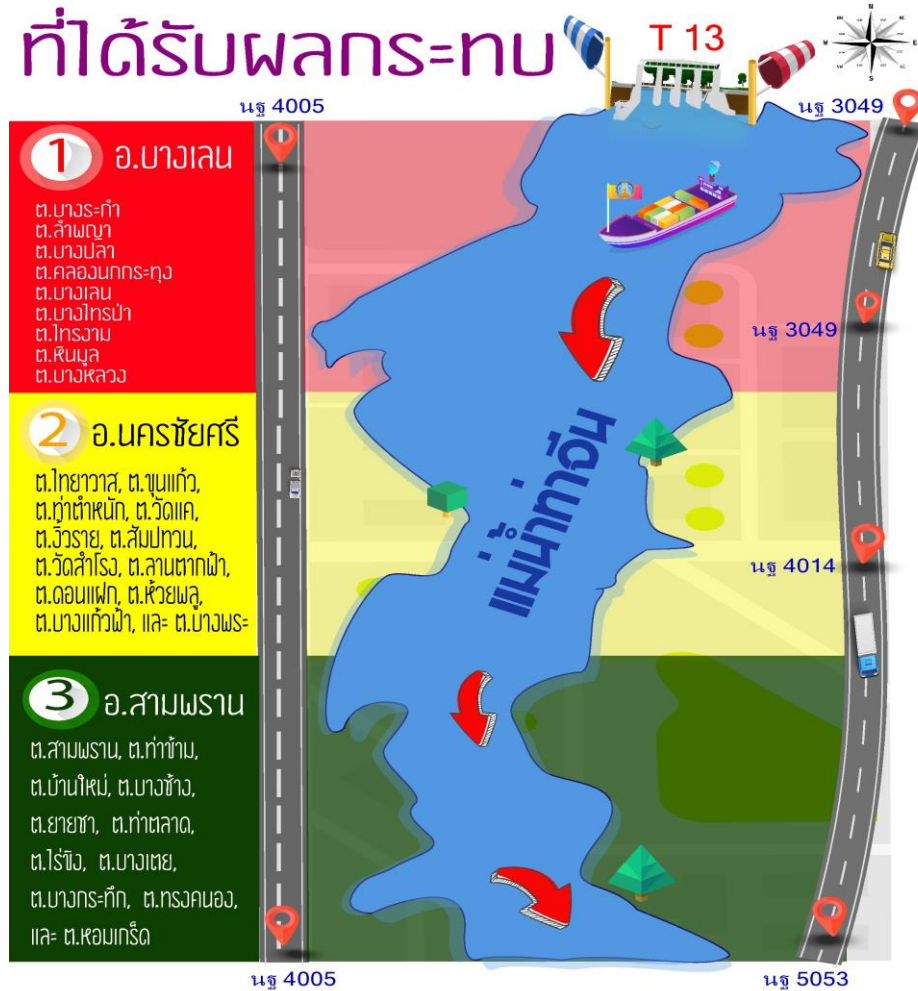 ที่ได้รับผลกระทบ
T 13
N
W
E
S
นฐ 4005
นฐ 3049
1 อ.บางเลน
ต.บางระกำ
ต.ลำพญา
ต.บางปลา
ต.คลองนกกระทุง
ต.บางเลน
ต.บางไทรป่า
ต.ไทรงาม
ต.หินมูล
ต.บางหลวง
นฐ 3049
2 อ.นครชัยศรี
ต.ไทยาวาส, ต.ขุนแก้ว,
ต.ท่าตำหนัก, ต.วัดแค,
ต.งิ้วราย, ต.สัมปทวน,
ต.วัดสำโรง, ต.ลานตากฟ้า,
ต.ดอนแฝก, ต.ห้วยพลู,
ต.บางแก้วฟ้า, และ ต.บางพระ
แม่น้ำท่าจีน
นฐ 4014
3 อ.สามพราน
ต.สามพราน, ต.ท่าข้าม,
ต.บ้านใหม่, ต.บางช้าง,
ต.ยายชา, ต.ท่าตลาด,
ต.ไร่ขิง, ต.บางเตย,
ต.บางกระทึก, ต.ทรงคนอง,
และ ต.หอมเกร็ด
นฐ 4005
นฐ 5053